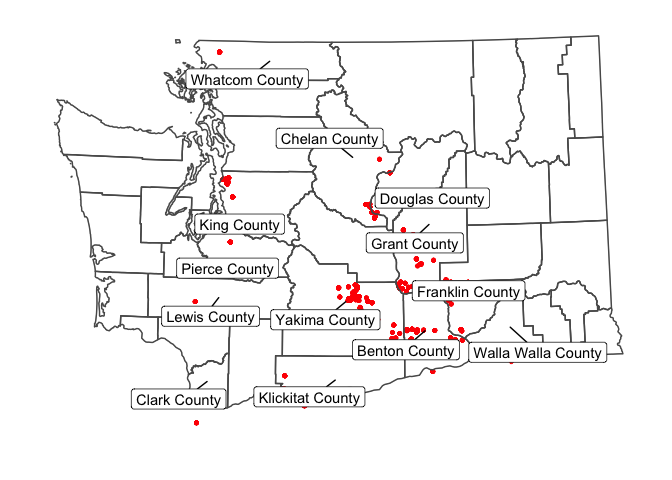 Whatcom County
Chelan County
Douglas County
King County
Grant County
Pierce County
Franklin County
Lewis County
Yakima County
Benton County
Walla Walla County
Clark County
Klickitat County